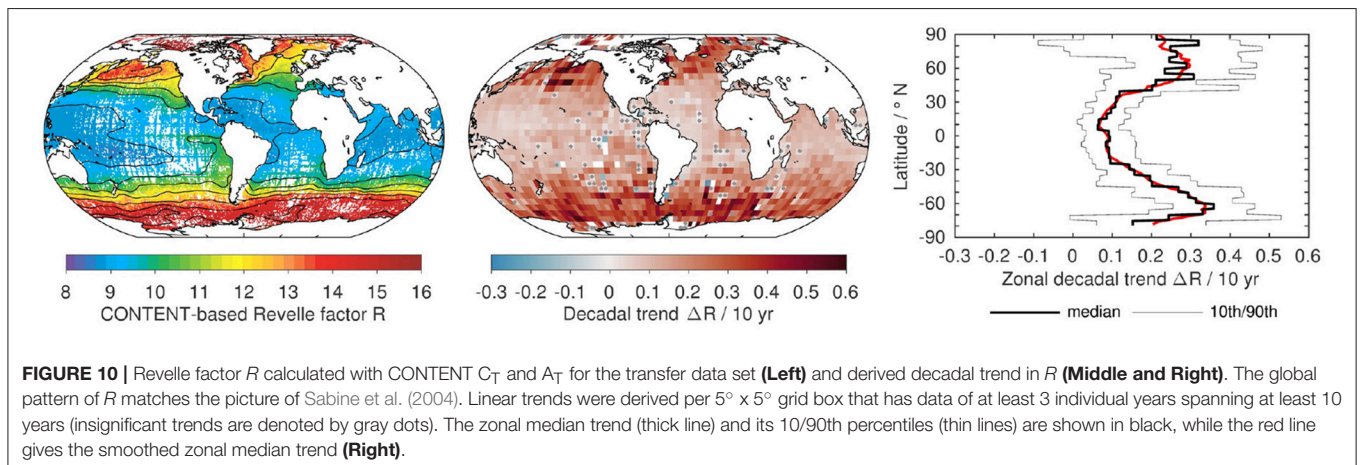 8 9 10 11 12 13 14 15 16
CONTENT-based Revelle factor R
-0.3 -0.2 -0.1 0 0.1 0.2 0.3 0.4 0.5 0.6
Decadal trend ΔR / 10 yr
Latitude / ° N
90
60
30
0
-30
-60
-90
-0.3 -0.2 -0.1 0 0.1 0.2 0.3 0.4 0.5 0.6
Zonal decadal trend ΔR / 10 yr
median 10th/90th
FIGURE 10 | Revelle factor R calculated with CONTENT CT and AT for the transfer data set (Left) and derived decadal trend in R (Middle and Right). The global
pattern of R matches the picture of Sabine et al. (2004). Linear trends were derived per 5° x 5° grid box that has data of at least 3 individual years spanning at least 10
years (insignificant trends are denoted by gray dots). The zonal median trend (thick line) and its 10/90th percentiles (thin lines) are shown in black, while the red line
gives the smoothed zonal median trend (Right).